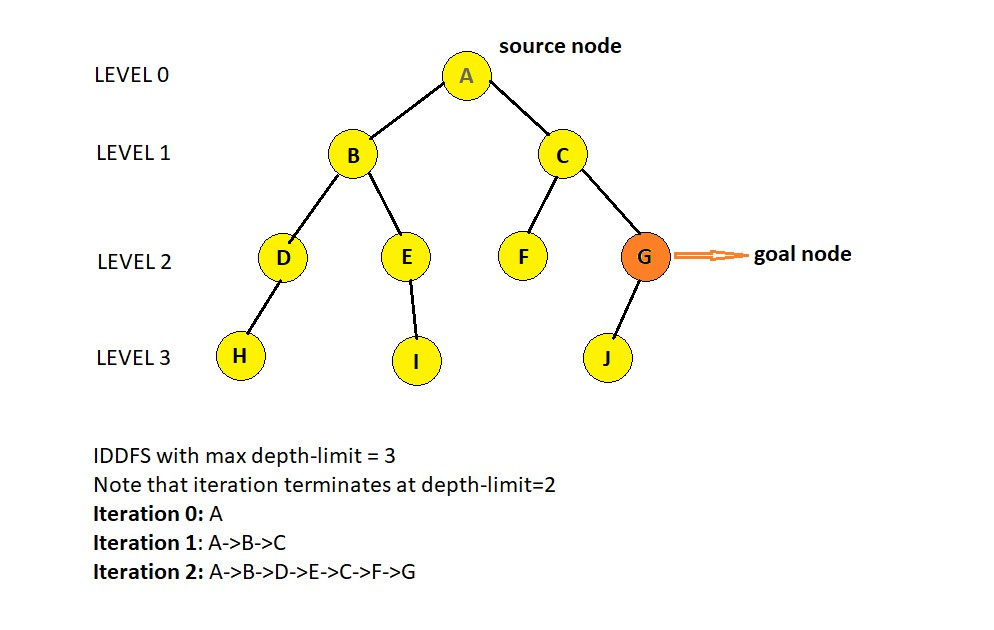 source node
LEVEL 0
A
LEVEL 1
B
C
LEVEL 2
D
E
F
G
goal node
LEVEL 3
H
I
J
IDDFS with max depth-limit = 3
Note that iteration terminates at depth-limit=2
Iteration 0: A
Iteration 1: A->B->C
Iteration 2: A->B->D->E->C->F->G